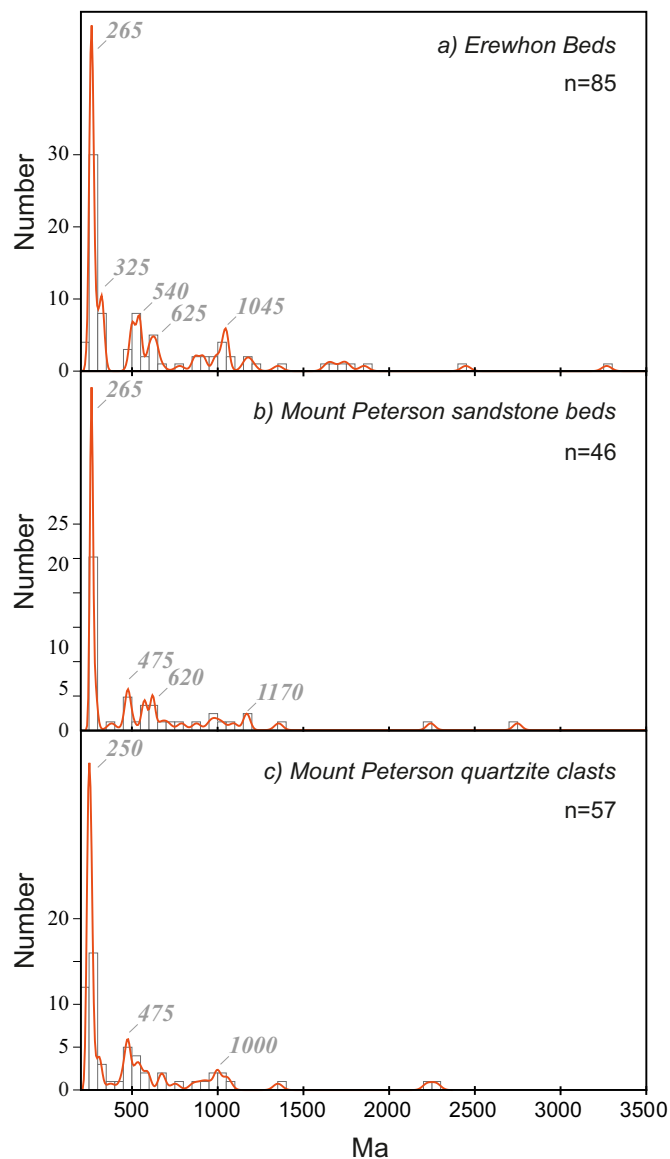 265
a) Erewhon Beds
n=85
Number
30
20
10
0
325
540
625
1045
265
b) Mount Peterson sandstone beds
n=46
Number
25
20
10
5
0
475
620
1170
250
c) Mount Peterson quartzite clasts
n=57
Number
20
10
5
0
475
1000
500 1000 1500 2000 2500 3000 3500
Ma